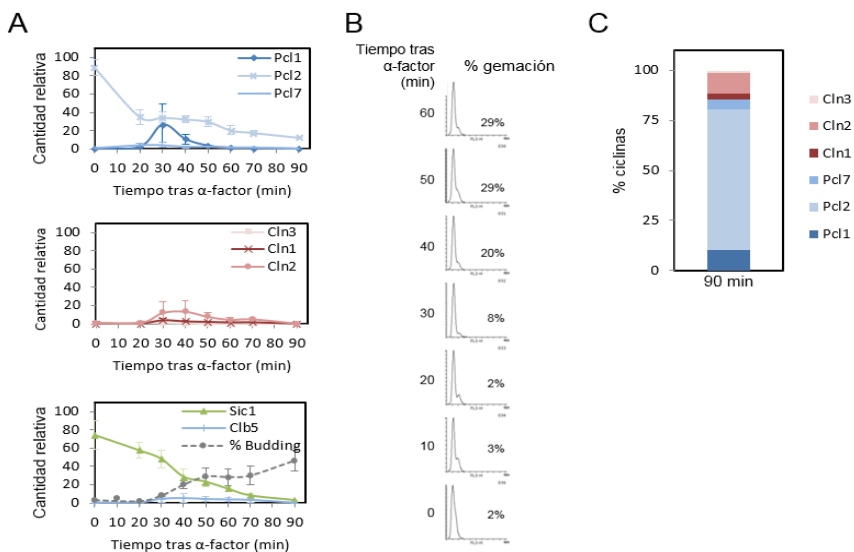 A
Cantidad relativa
100
80
60
40
20
0
Pcl1
Pcl2
Pcl7
0 10 20 30 40 50 60 70 80 90
Tiempo tras α-factor (min)
Cantidad relativa
100
80
60
40
20
0
Cln3
Cln1
Cln2
0 10 20 30 40 50 60 70 80 90
Tiempo tras α-factor (min)
Cantidad relativa
100
80
60
40
20
0
Sic1
Clb5
% Budding
0 10 20 30 40 50 60 70 80 90
Tiempo tras α-factor (min)
B
Tiempo tras
α-factor
(min)
% gemación
60
29%
50
29%
40
20%
30
8%
20
2%
10
3%
0
2%
C
% ciclinas
100
75
50
25
0
90 min
Cln3
Cln2
Cln1
Pcl7
Pcl2
Pcl1